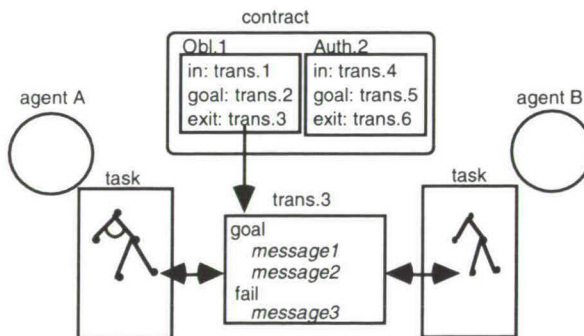 contract
Obl.1 Auth.2
in: trans.1 in: trans.4
goal: trans.2 goal: trans.5
exit: trans.3 exit: trans.6
agent A agent B
task task
trans.3
goal
message1
message2
fail
message3